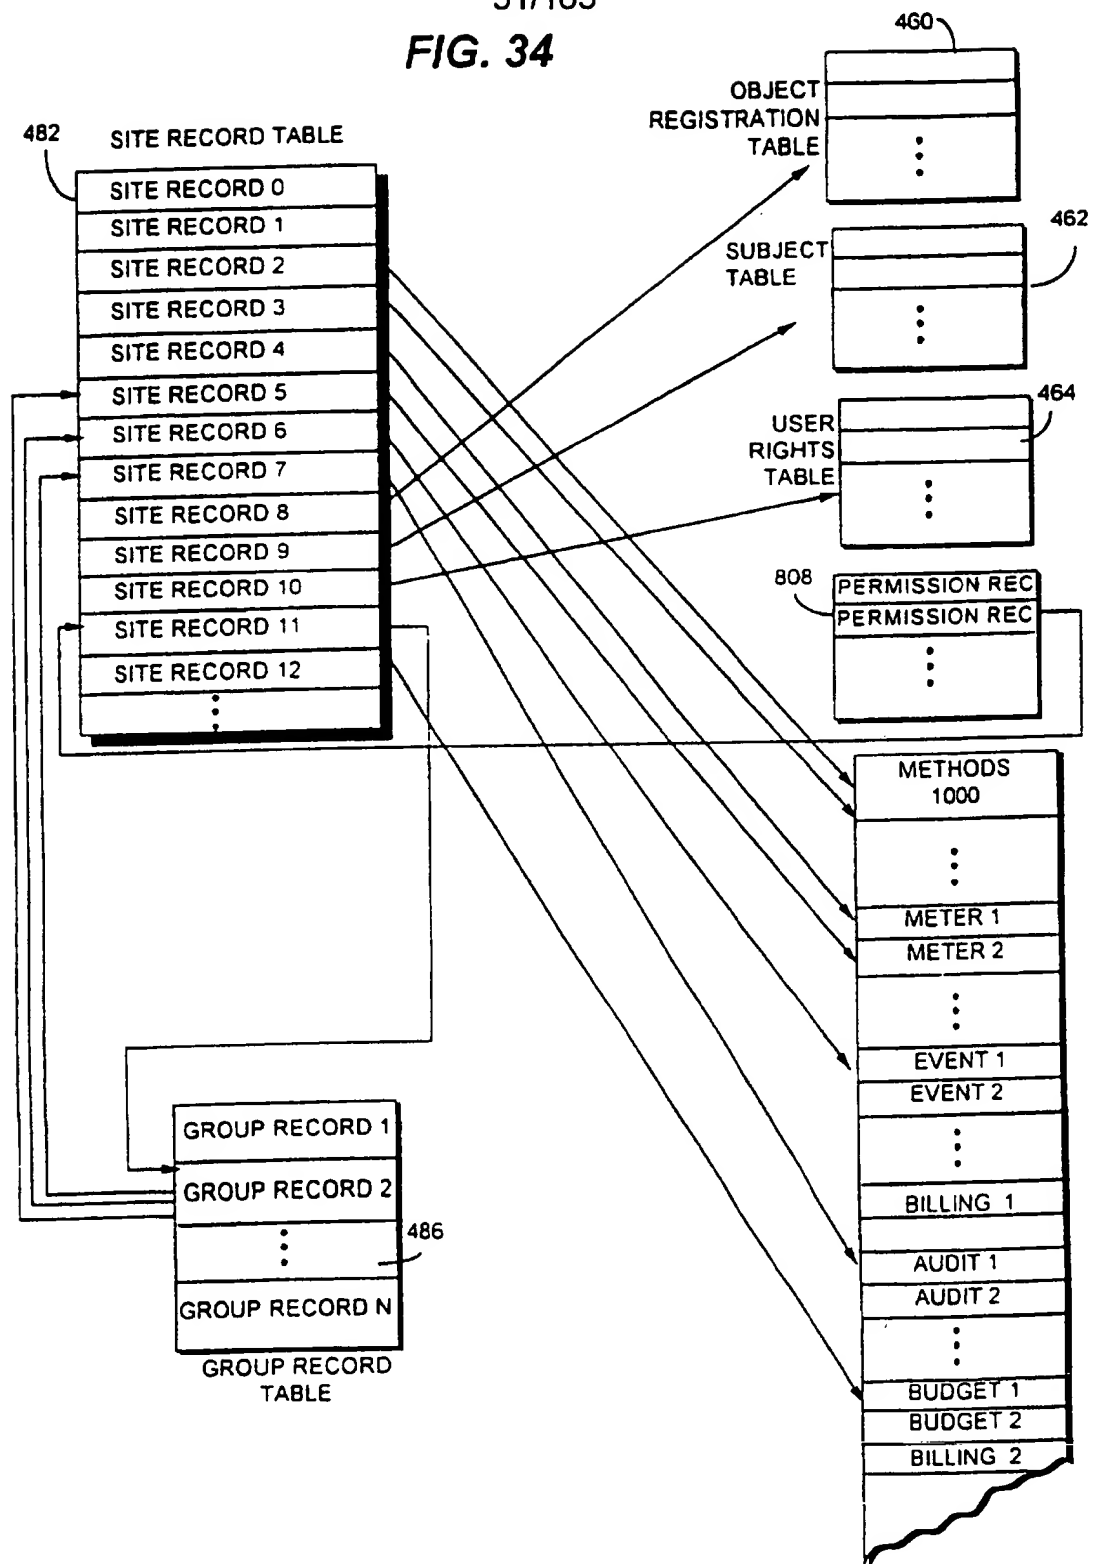 FIG. 34
460
OBJECT
REGISTRATION
TABLE
482
SITE RECORD TABLE
SITE RECORD 0
SITE RECORD 1
SITE RECORD 2
SITE RECORD 3
SITE RECORD 4
SITE RECORD 5
SITE RECORD 6
SITE RECORD 7
SITE RECORD 8
SITE RECORD 9
SITE RECORD 10
SITE RECORD 11
SITE RECORD 12
SUBJECT
TABLE
462
USER
RIGHTS
TABLE
464
808
PERMISSION REC
PERMISSION REC
METHODS
1000
METER 1
METER 2
EVENT 1
EVENT 2
BILLING 1
AUDIT 1
AUDIT 2
BUDGET 1
BUDGET 2
BILLING 2
GROUP RECORD 1
GROUP RECORD 2
486
GROUP RECORD N
GROUP RECORD
TABLE